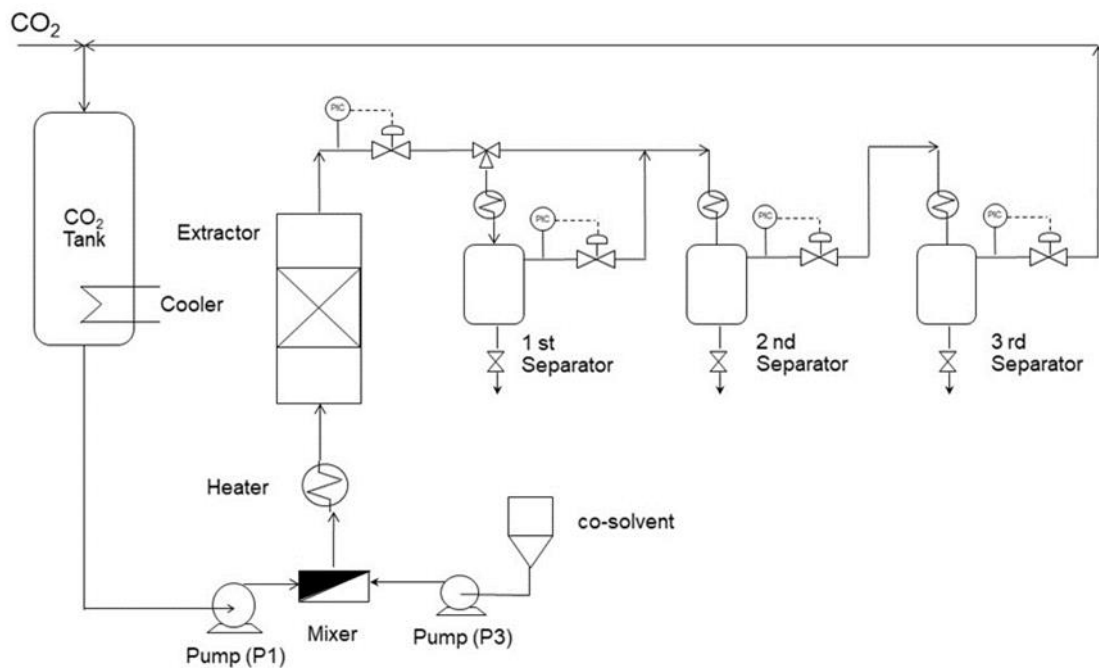 CO₂
PIC
CO₂
Tank
Extractor
PIC
PIC
PIC
Cooler
1 st
Separator
2 nd
Separator
3 rd
Separator
Heater
co-solvent
Mixer
Pump (P3)
Pump (P1)